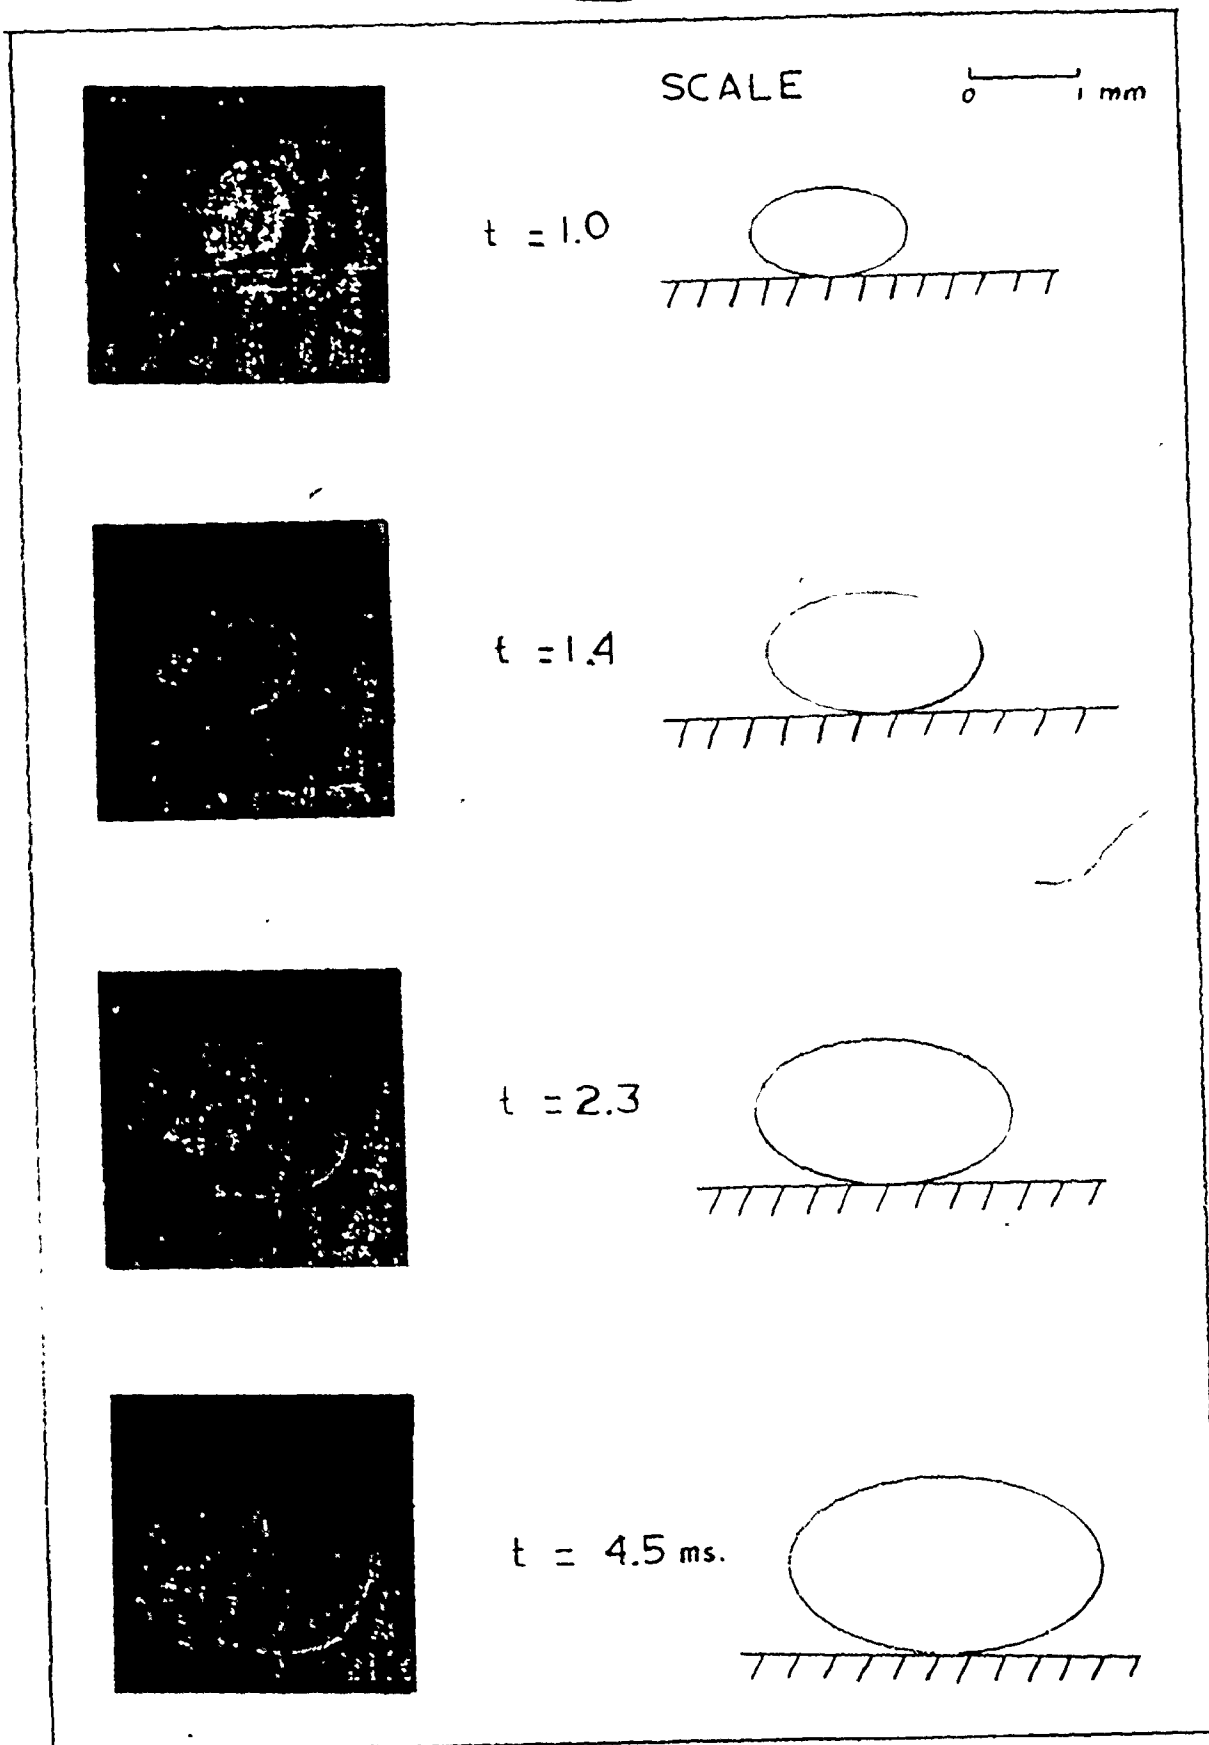 SCALE 0 1 mm
t = 1.0
t = 1.4
t = 2.3
t = 4.5 ms.